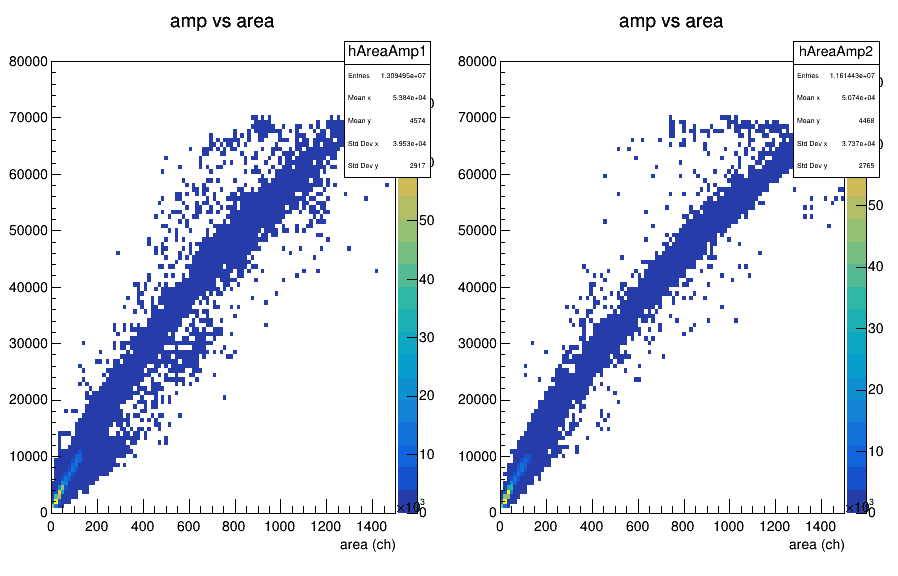 amp vs area
hAreaAmp1
Entries 1.309495e+07
Mean x 5.384e+04
Mean y 4574
Std Dev x 3.953e+04
Std Dev y 2917
80000
70000
60000
50000
40000
30000
20000
10000
0
0 200 400 600 800 1000 1200 1400
×10³
area (ch)
50
40
30
20
10
0
amp vs area
hAreaAmp2
Entries 1.161443e+07
Mean x 5.074e+04
Mean y 4468
Std Dev x 3.737e+04
Std Dev y 2765
80000
70000
60000
50000
40000
30000
20000
10000
0
0 200 400 600 800 1000 1200 1400
×10³
area (ch)
50
40
30
20
10
0